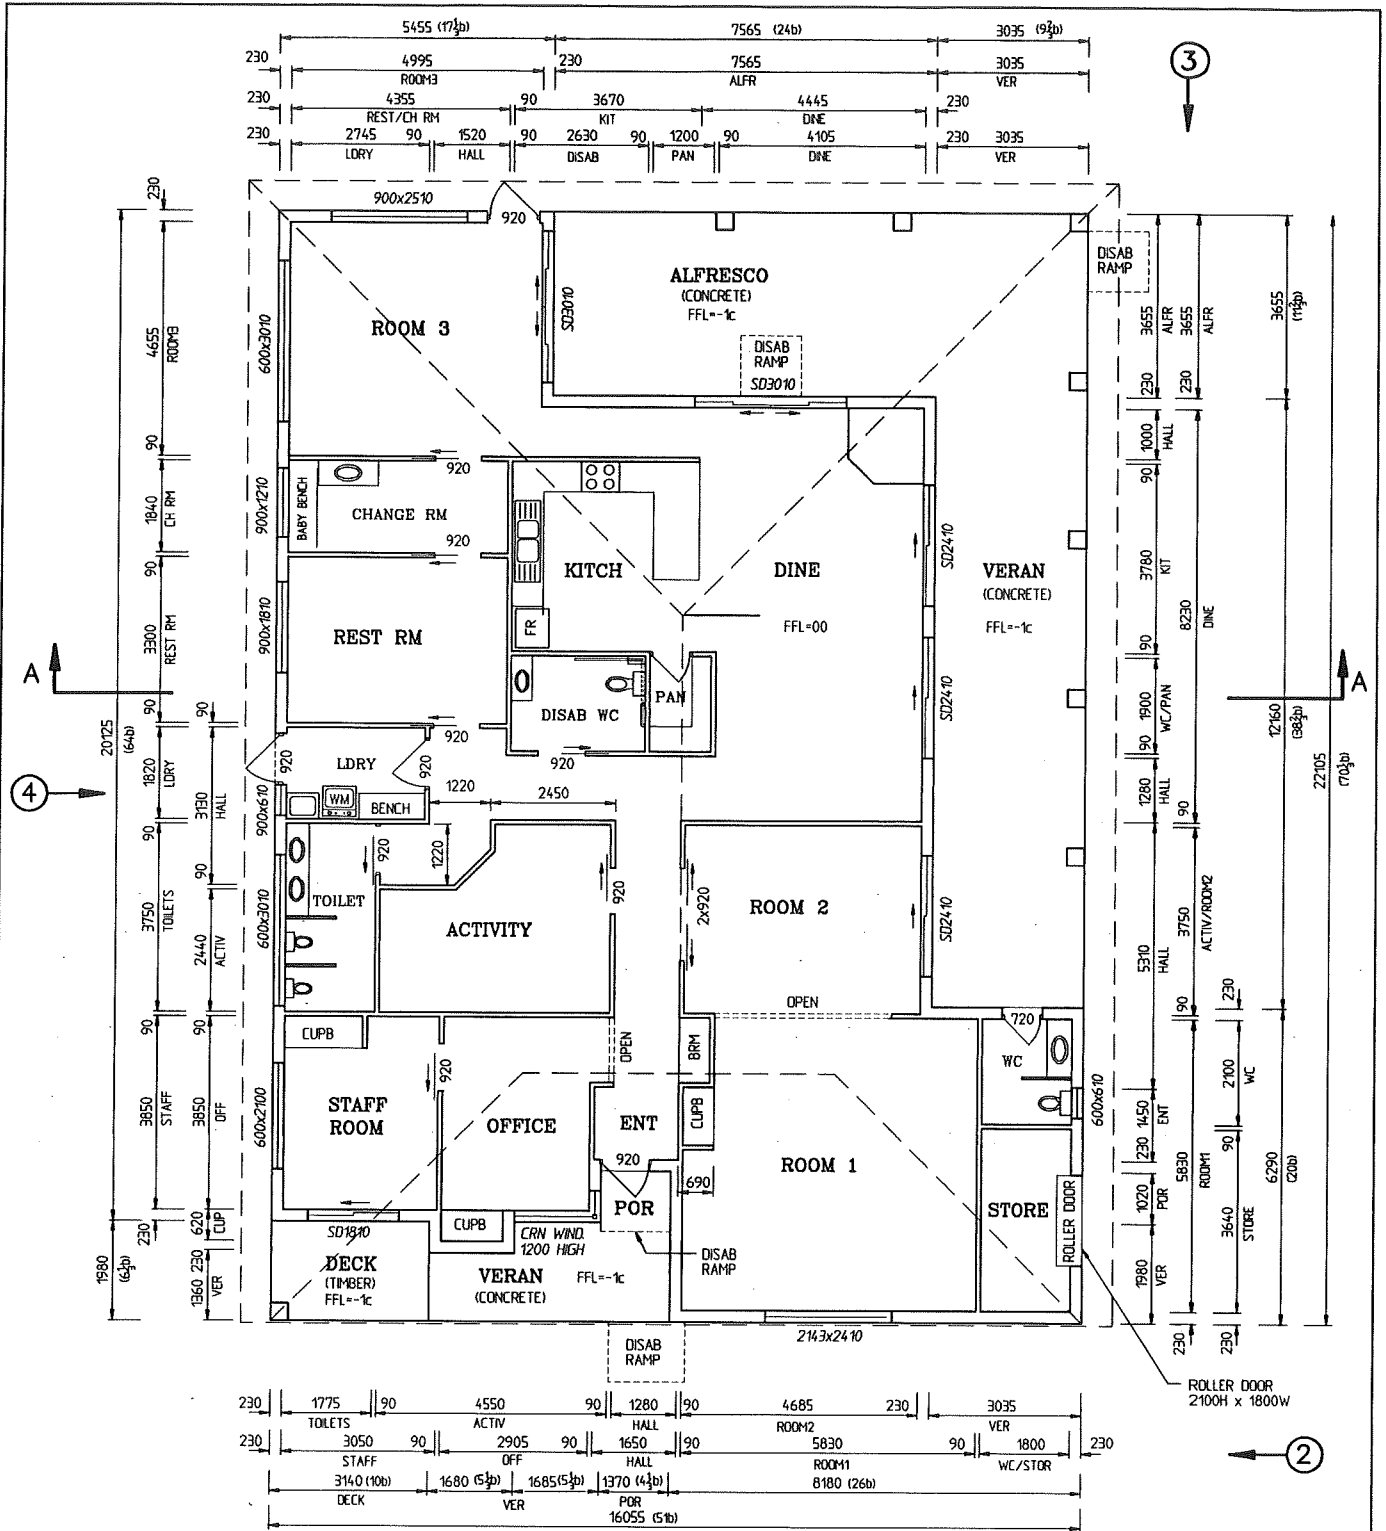 5455 (17⅓b) 7565 (24b) 3035 (9⅔b)
230 4995 230 7565 3035
ROOM3 ALFR VER
230 4355 90 3670 4445 230
REST/CH RM KIT DINE
230 2745 90 1520 90 2630 90 1200 90 4105 230 3035
LDRY HALL DISAB PAN DINE VER
3
230
900x2510
920
DISAB
RAMP
ALFRESCO
(CONCRETE)
FFL=-1c
SD3010
ROOM 3
600x3010
DISAB
RAMP
SD3010
4655
ROOM3
3655
ALFR
3655
ALFR
3655
(11⅔b)
230
230
90
920
1000
HALL
90
1840
CH RM
900x1210
BABY BENCH
CHANGE RM
920
90
SD2410
KITCH
DINE
VERAN
(CONCRETE)
FFL=-1c
FFL=00
3780
KIT
8230
DINE
90
3300
REST RM
900x1810
REST RM
FR
A
A
90
DISAB WC
PAN
SD2410
1900
WC/PAN
90
90
90
920
920
12160
(38⅔b)
22105
(70⅓b)
20125
(64b)
4
1820
LDRY
3130
HALL
920
LDRY
920
WM
BENCH
1220
2450
900x610
1280
HALL
90
90
90
920
1220
TOILET
ACTIVITY
920
2x920
ROOM 2
SD2410
OPEN
600x3010
3750
TOILETS
2440
ACTIV
90
90
5310
HALL
3750
ACTIV/ROOM2
90
230
CUPB
920
OPEN
BRM
720
WC
2100
WC
600x2100
STAFF
ROOM
OFFICE
ENT
CUPB
600x610
3850
STAFF
3850
OFF
1450
ENT
230
90
920
690
ROOM 1
STORE
ROLLER DOOR
POR
5830
ROOM1
6290
(20b)
1020
POR
3640
STORE
620
CUP
230
230
SD1810
CUPB
CRN WIND.
1200 HIGH
DISAB
RAMP
DECK
(TIMBER)
FFL=-1c
VERAN
(CONCRETE)
FFL=-1c
1980
(6⅓b)
1360
VER
1980
VER
230
230
2143x2410
DISAB
RAMP
ROLLER DOOR
2100H x 1800W
230 1775 90 4550 90 1280 90 4685 230 3035
TOILETS ACTIV HALL ROOM2 VER
230 3050 90 2905 90 1650 90 5830 90 1800 230
STAFF OFF HALL ROOM1 WC/STOR
3140 (10b) 1680 (5⅓b) 1685 (5⅓b) 1370 (4⅓b) 8180 (26b)
DECK VER POR
16055 (51b)
2